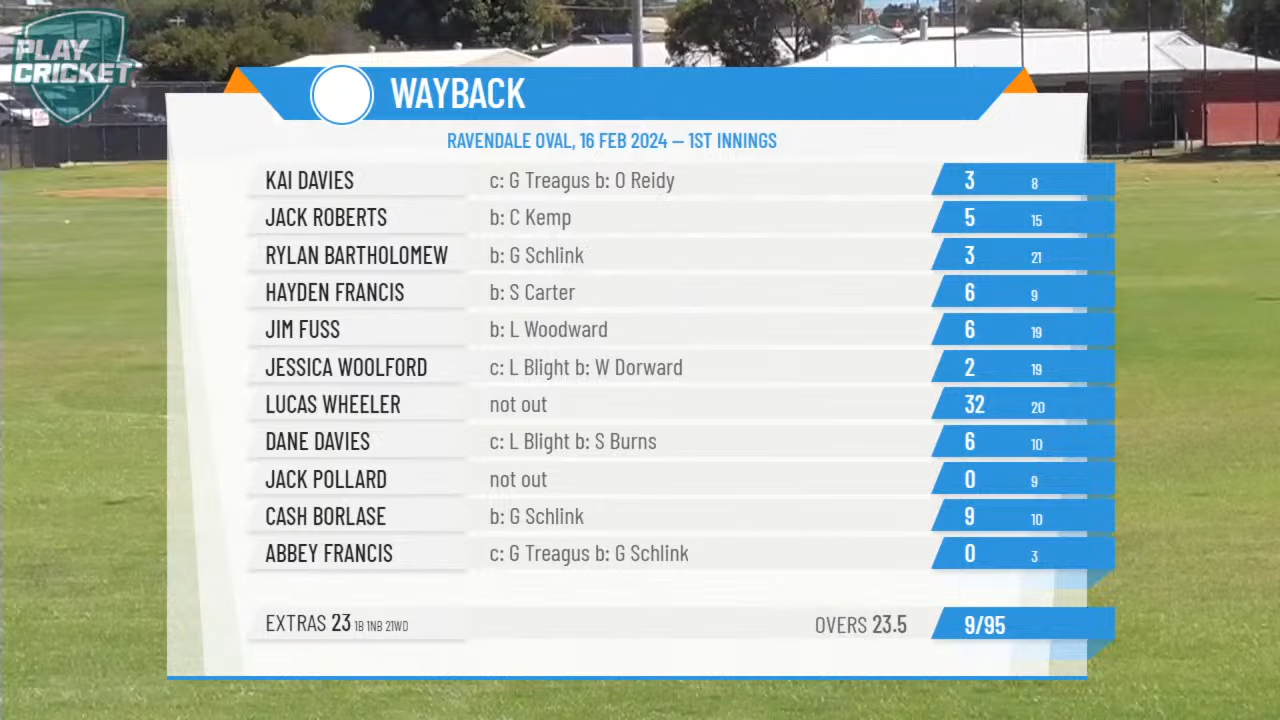 PLAY
CRICKET
WAYBACK
RAVENDALE OVAL, 16 FEB 2024 – 1ST INNINGS
KAI DAVIES c: G Treagus b: O Reidy 3 8
JACK ROBERTS b: C Kemp 5 15
RYLAN BARTHOLOMEW b: G Schlink 3 21
HAYDEN FRANCIS b: S Carter 6 9
JIM FUSS b: L Woodward 6 19
JESSICA WOOLFORD c: L Blight b: W Dorward 2 19
LUCAS WHEELER not out 32 20
DANE DAVIES c: L Blight b: S Burns 6 10
JACK POLLARD not out 0 9
CASH BORLASE b: G Schlink 9 10
ABBEY FRANCIS c: G Treagus b: G Schlink 0 3
EXTRAS 23 1B 1NB 21WD OVERS 23.5 9/95